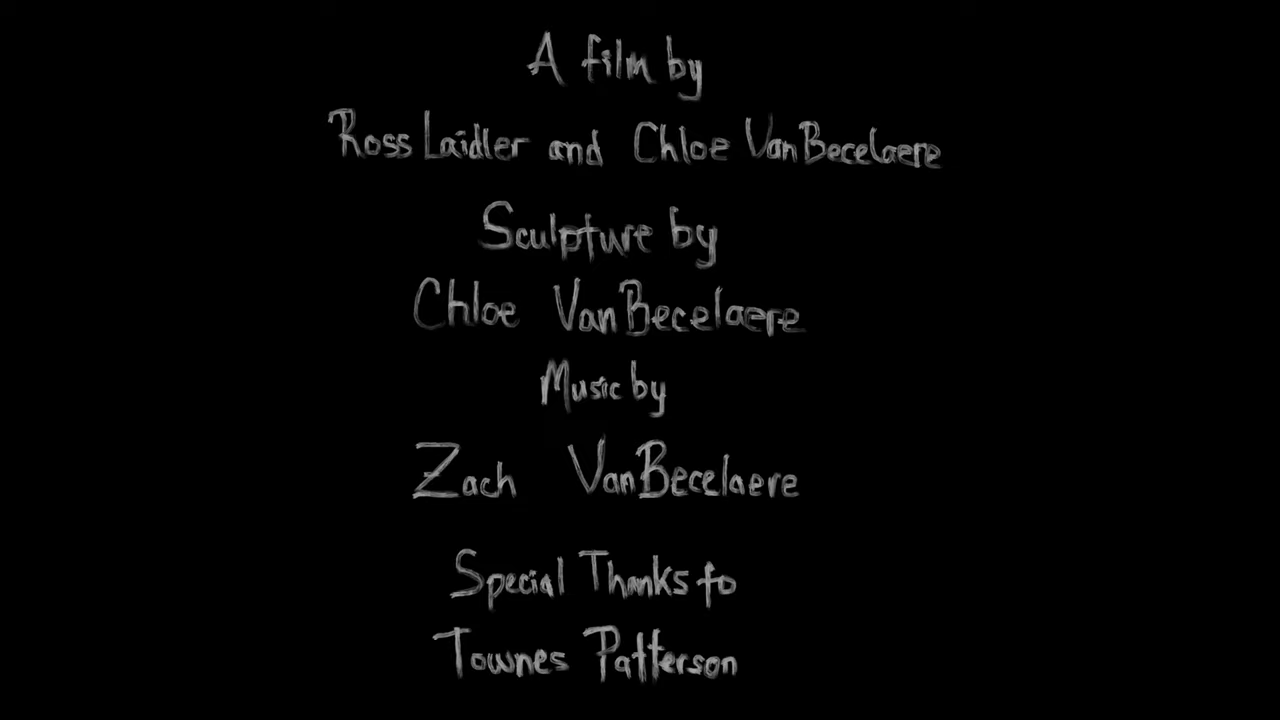 A film by
Ross Laidler and Chloe VanBecelaere
Sculpture by
Chloe VanBecelaere
Music by
Zach VanBecelaere
Special Thanks to
Townes Patterson